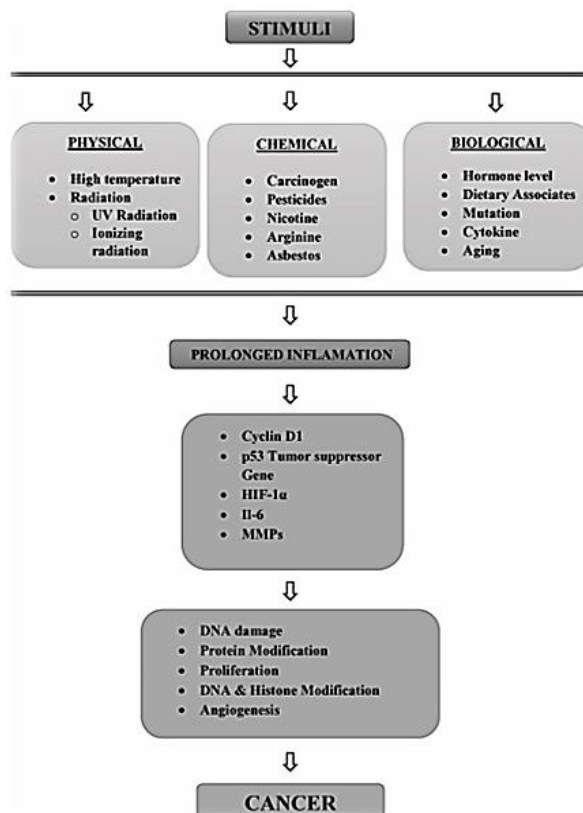 STIMULI
PHYSICAL
• High temperature
• Radiation
o UV Radiation
o Ionizing
radiation
CHEMICAL
• Carcinogen
• Pesticides
• Nicotine
• Arginine
• Asbestos
BIOLOGICAL
• Hormone level
• Dietary Associates
• Mutation
• Cytokine
• Aging
PROLONGED INFLAMATION
• Cyclin D1
• p53 Tumor suppressor
Gene
• HIF-1α
• Il-6
• MMPs
• DNA damage
• Protein Modification
• Proliferation
• DNA & Histone Modification
• Angiogenesis
CANCER